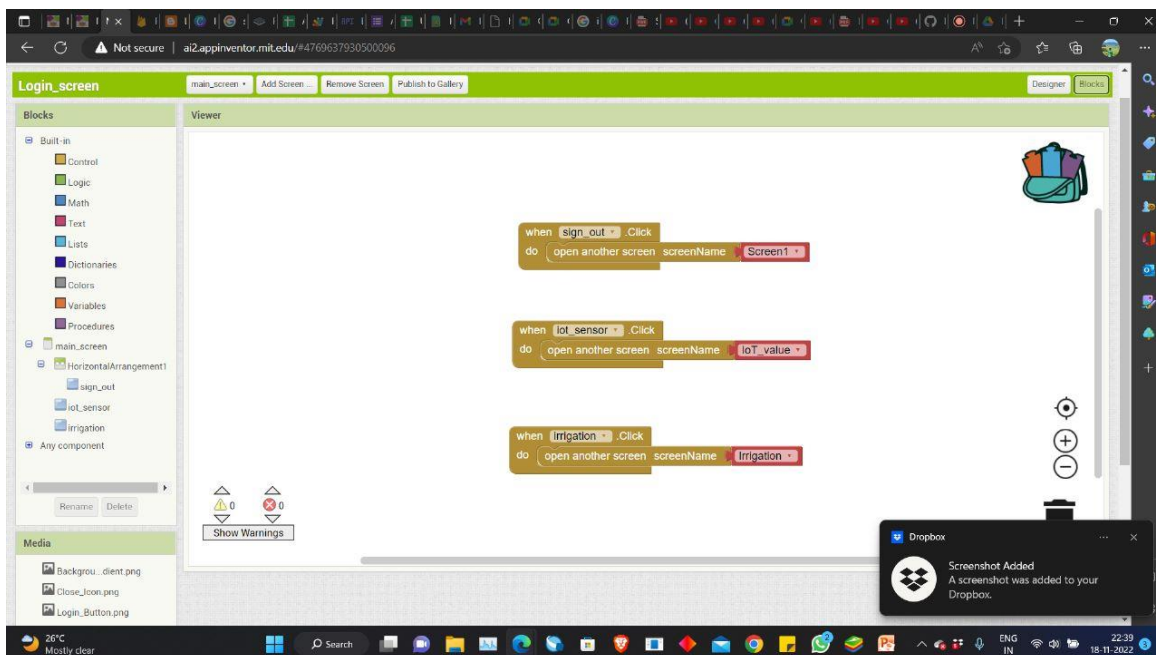 Not secure ai2.appinventor.mit.edu/#4769637930500096
Login_screen main_screen Add Screen ... Remove Screen Publish to Gallery Designer Blocks
Blocks Viewer
Built-in
Control
Logic
Math
Text
Lists
Dictionaries
Colors
Variables
Procedures
main_screen
HorizontalArrangement1
sign_out
iot_sensor
irrigation
Any component
Rename Delete
Media
Backgrou...dient.png
Close_Icon.png
Login_Button.png
when sign_out .Click
do open another screen screenName Screen1
when iot_sensor .Click
do open another screen screenName IoT_value
when irrigation .Click
do open another screen screenName Irrigation
0 0
Show Warnings
Dropbox
Screenshot Added
A screenshot was added to your
Dropbox.
26°C
Mostly clear
Search
ENG
IN
22:39
18-11-2022